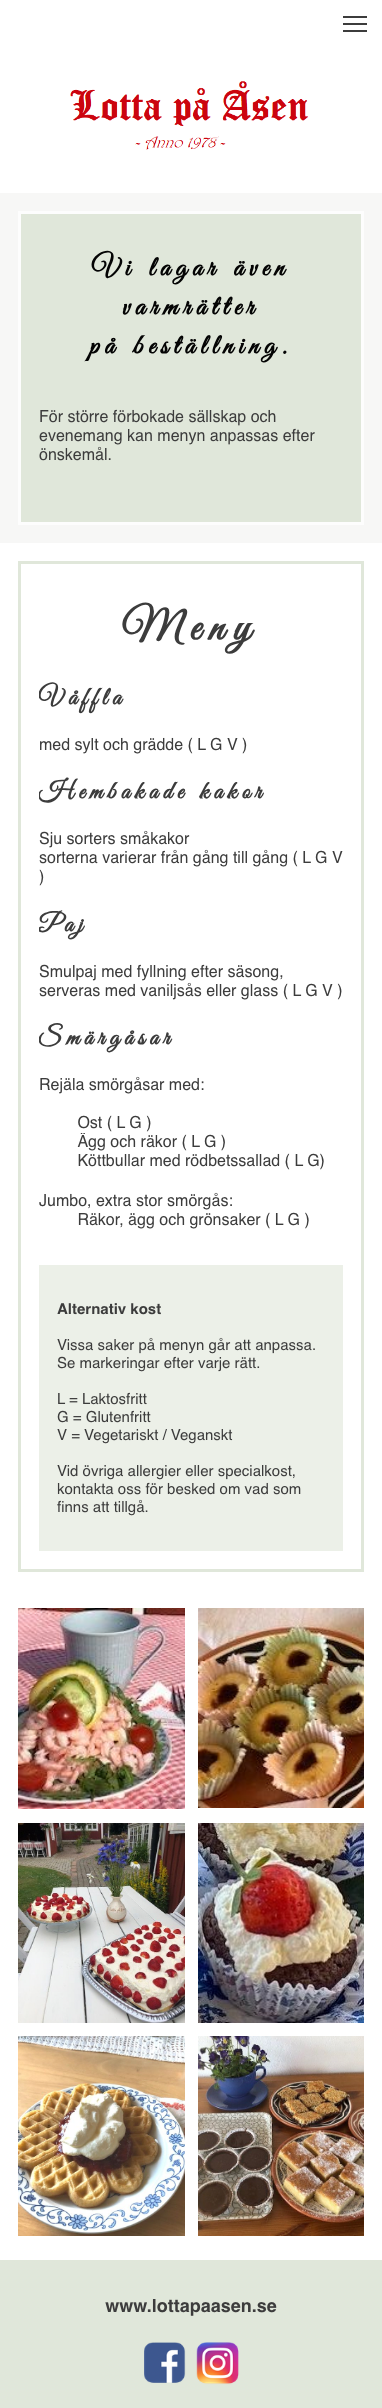 Lotta på Åsen
~ Anno 1978 ~
Vi lagar även
varmrätter
på beställning.
För större förbokade sällskap och
evenemang kan menyn anpassas efter
önskemål.
Meny
Våffla
med sylt och grädde ( L G V )
Hembakade kakor
Sju sorters småkakor
sorterna varierar från gång till gång ( L G V
)
Paj
Smulpaj med fyllning efter säsong,
serveras med vaniljsås eller glass ( L G V )
Smårgåsar
Rejäla smörgåsar med:
Ost ( L G )
Ägg och räkor ( L G )
Köttbullar med rödbetssallad ( L G)
Jumbo, extra stor smörgås:
Räkor, ägg och grönsaker ( L G )
Alternativ kost
Vissa saker på menyn går att anpassa.
Se markeringar efter varje rätt.
L = Laktosfritt
G = Glutenfritt
V = Vegetariskt / Veganskt
Vid övriga allergier eller specialkost,
kontakta oss för besked om vad som
finns att tillgå.
www.lottapaasen.se